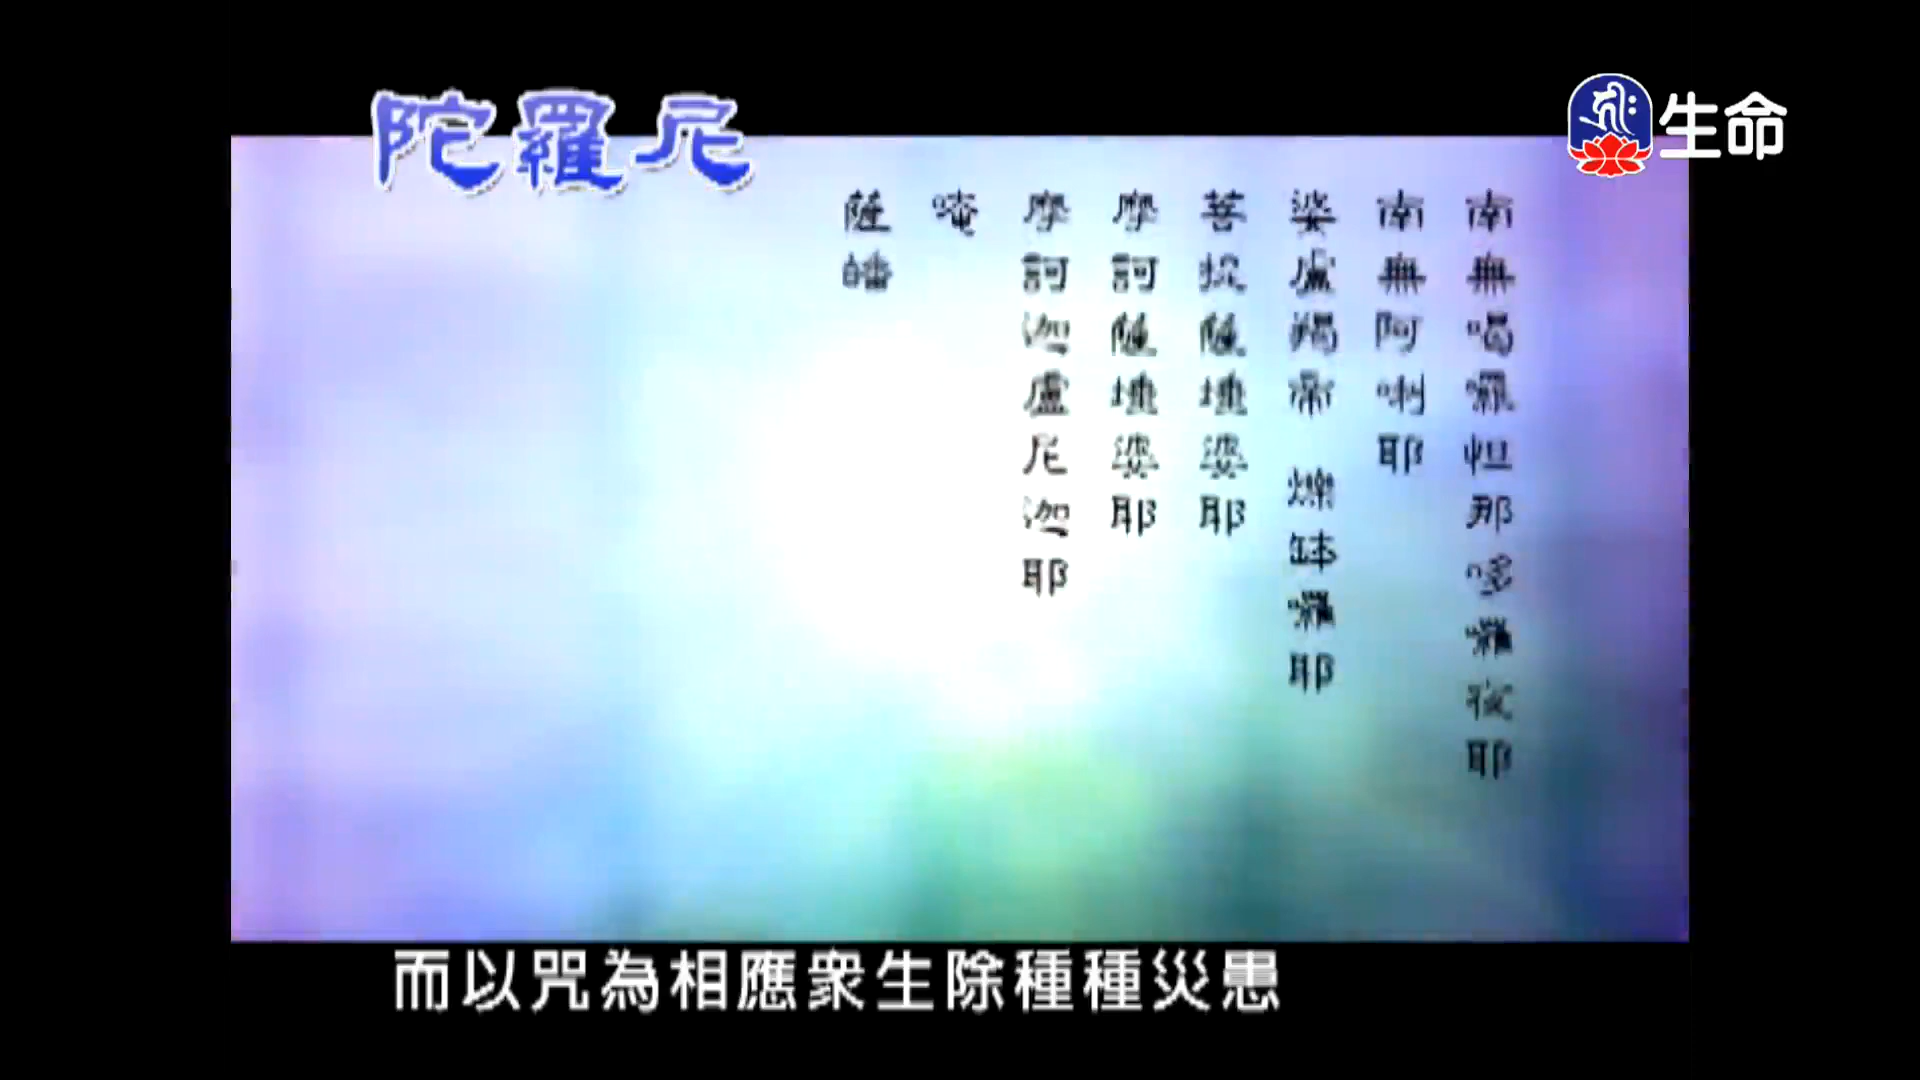 陀羅尼
生命
南無喝囉怛那哆囉夜耶
南無阿唎耶
婆盧羯帝 爍缽囉耶
菩提薩埵婆耶
摩訶薩埵婆耶
摩訶迦盧尼迦耶
唵
薩皤
而以咒為相應眾生除種種災患